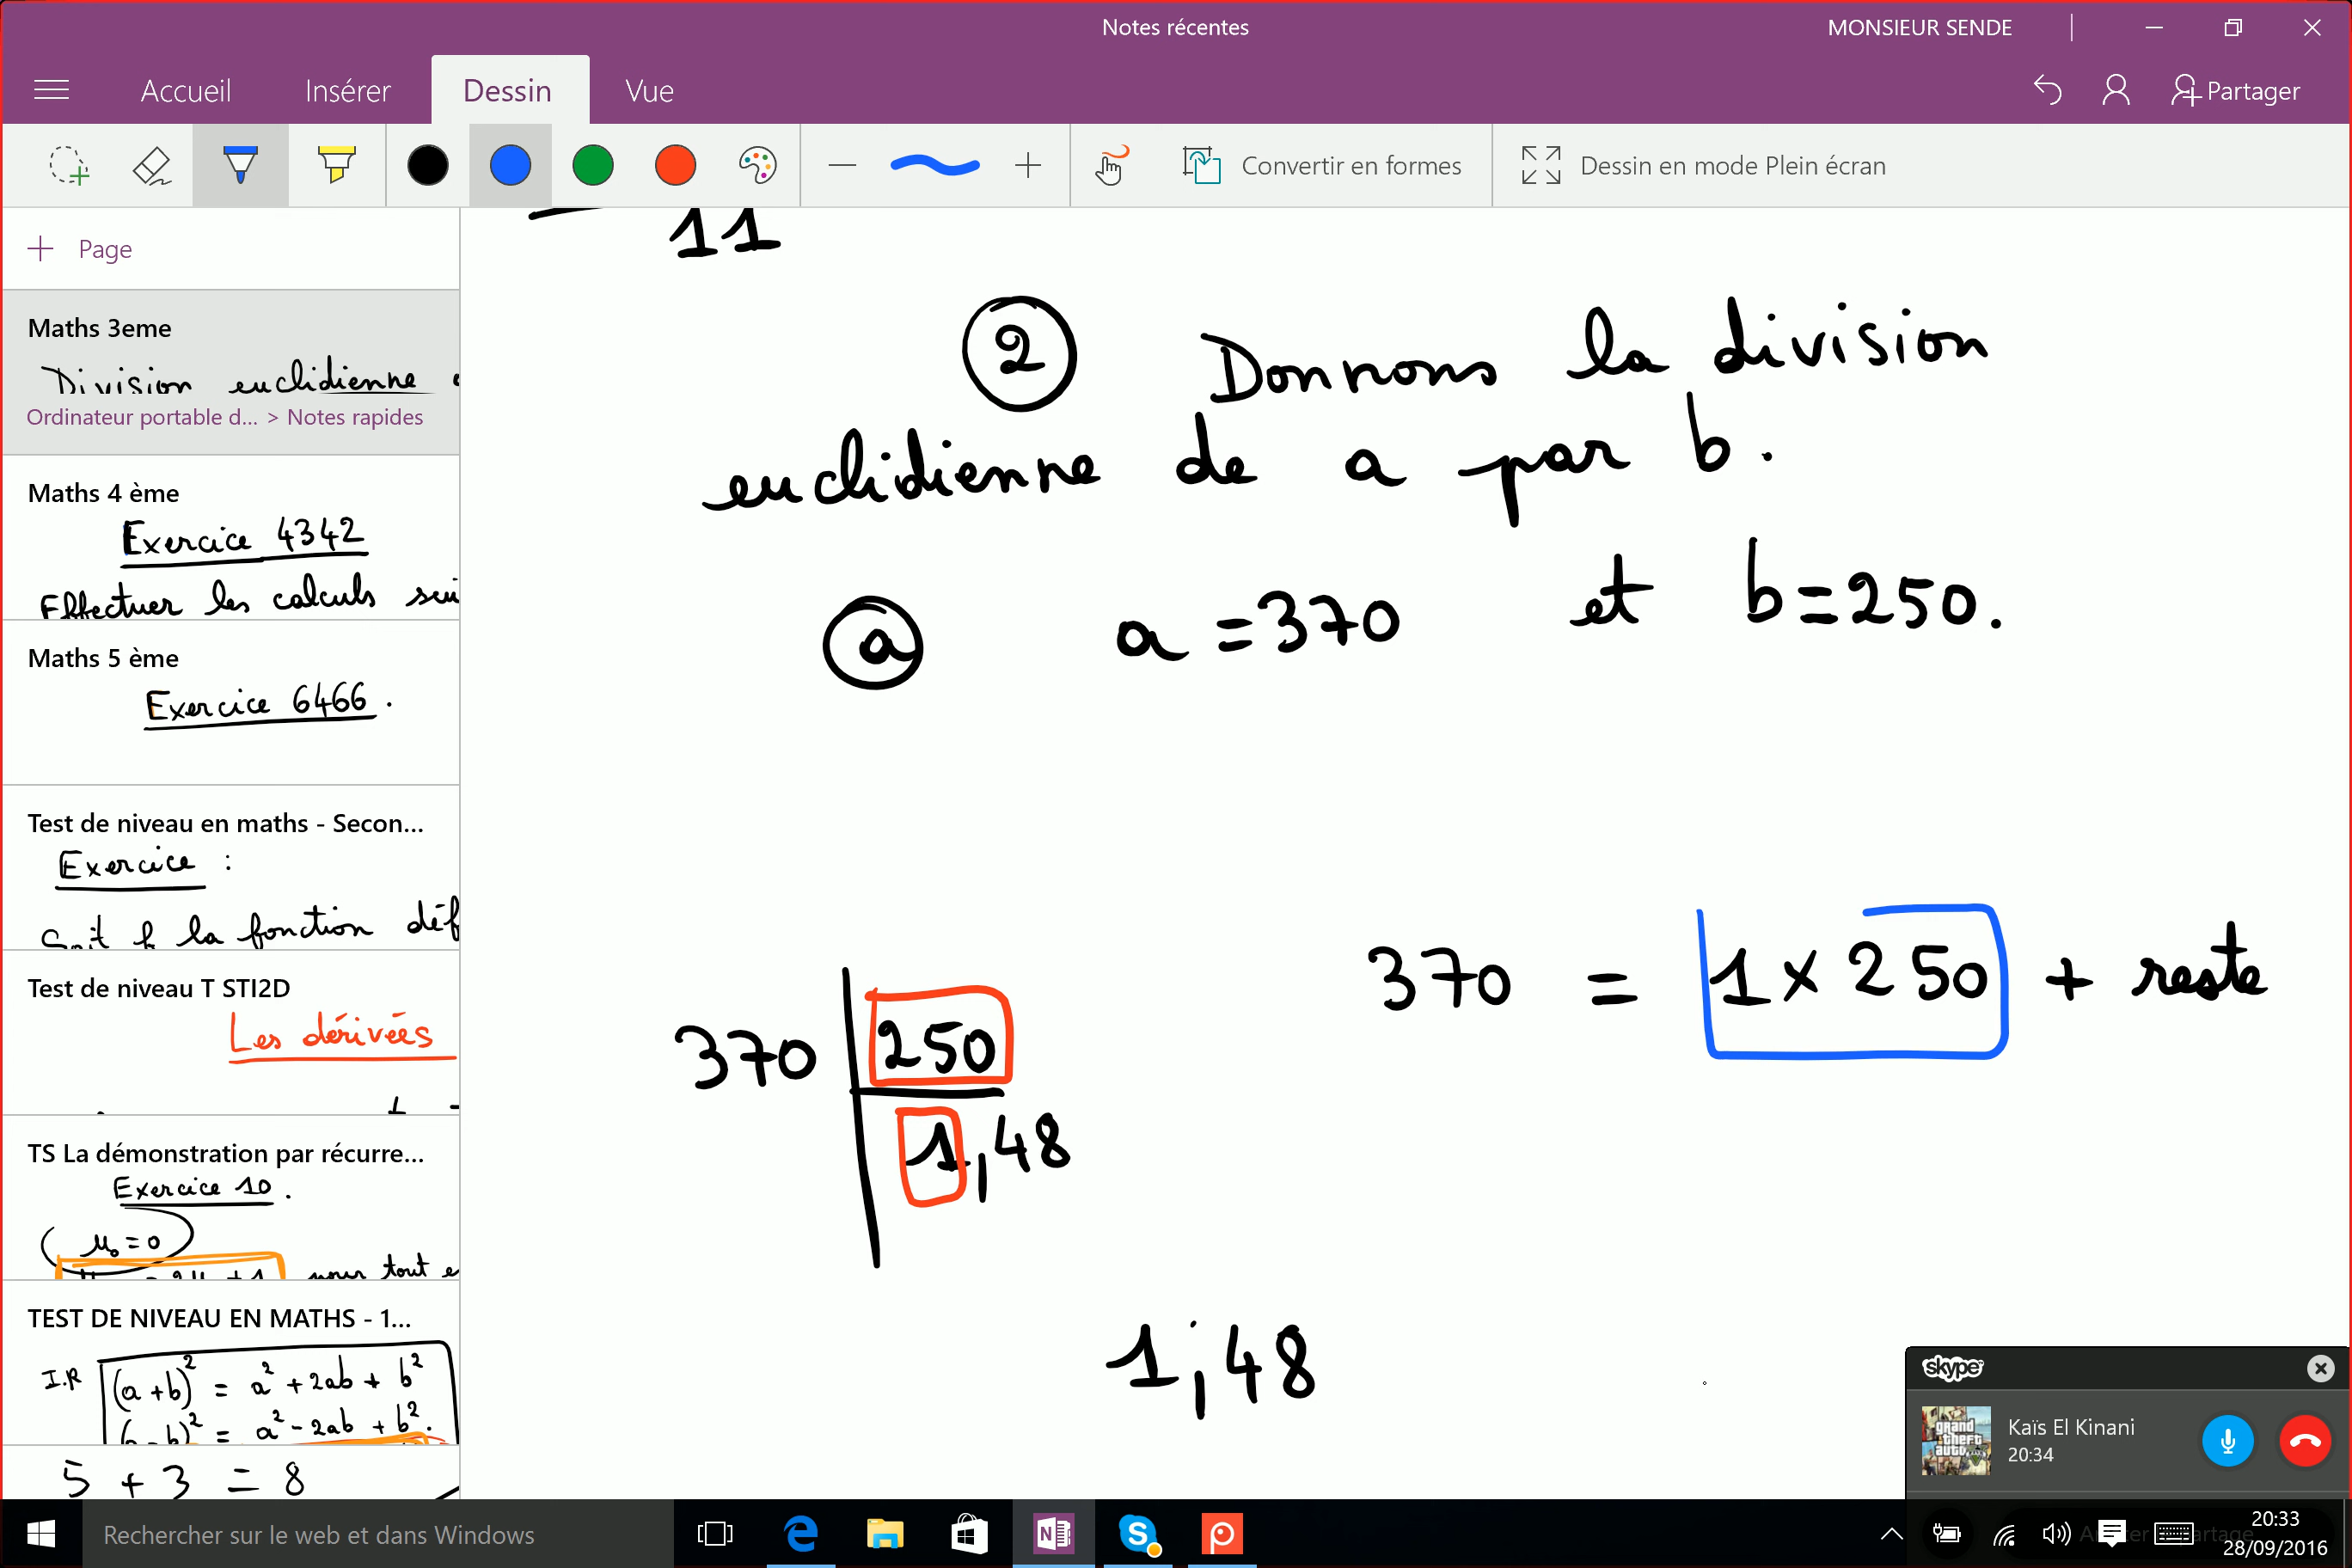 Notes récentes
MONSIEUR SENDE
Accueil Insérer Dessin Vue
Partager
Convertir en formes
Dessin en mode Plein écran
Page
Maths 3eme
Division euclidienne
Ordinateur portable d... > Notes rapides
Maths 4 ème
Exercice 4342
Effectuer les calculs sui
Maths 5 ème
Exercice 6466.
Test de niveau en maths - Secon...
Exercice :
Soit f la fonction déf
Test de niveau T STI2D
Les dérivées
TS La démonstration par récurre...
Exercice 10.
u₀ = 0
pour tout e
TEST DE NIVEAU EN MATHS - 1...
I.R (a+b)² = a² + 2ab + b²
(a-b)² = a² - 2ab + b².
5 + 3 = 8
11
2 Donnons la division
euclidienne de a par b.
a a = 370 et b = 250.
370 = 1 × 250 + reste
370 250
1,48
1,48
skype
grand theft auto V
Kaïs El Kinani
20:34
Rechercher sur le web et dans Windows
20:33
28/09/2016